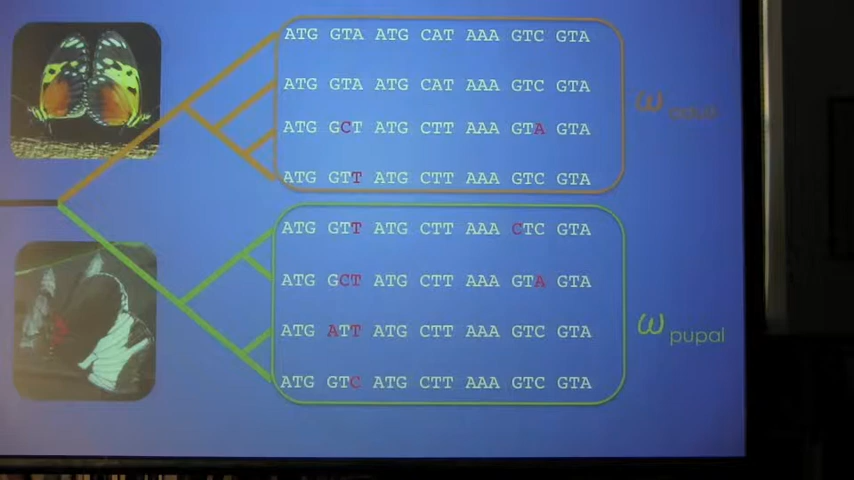 ATG GTA ATG CAT AAA GTC GTA
ATG GTA ATG CAT AAA GTC GTA
ω adult
ATG GCT ATG CTT AAA GTA GTA
ATG GTT ATG CTT AAA GTC GTA
ATG GTT ATG CTT AAA CTC GTA
ATG GCT ATG CTT AAA GTA GTA
ω pupal
ATG ATT ATG CTT AAA GTC GTA
ATG GTC ATG CTT AAA GTC GTA